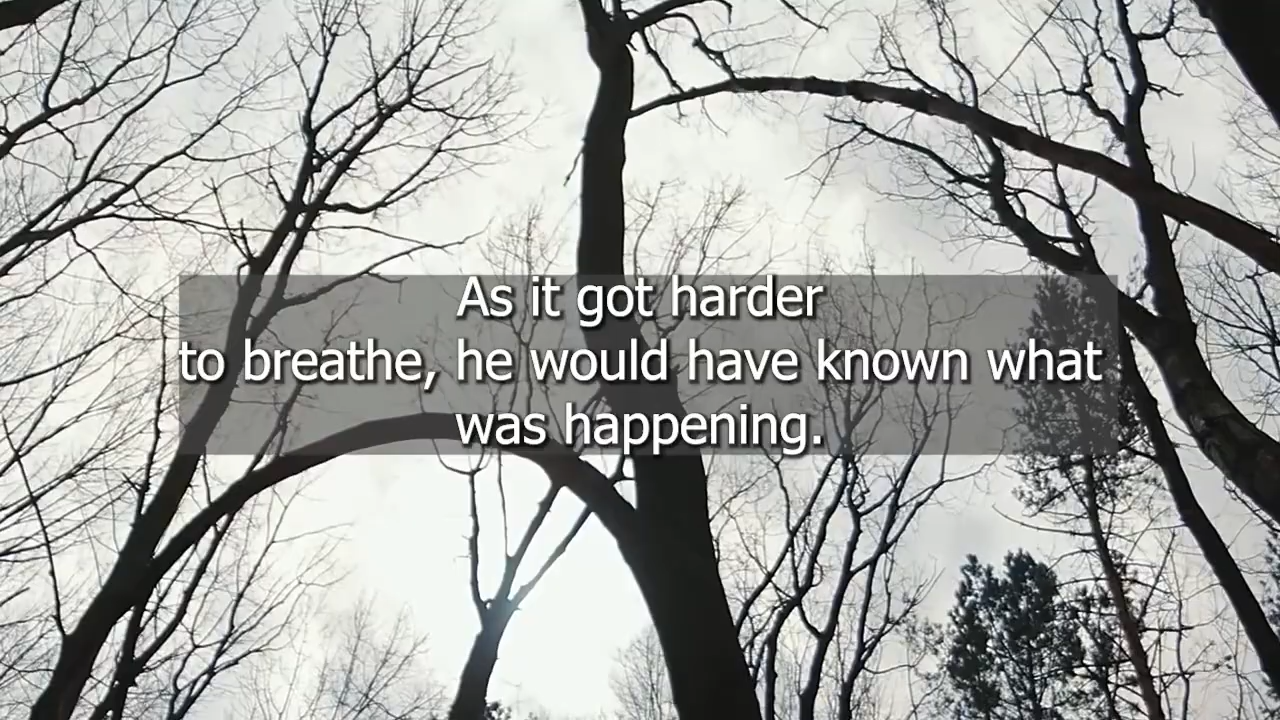 As it got harder
to breathe, he would have known what
was happening.